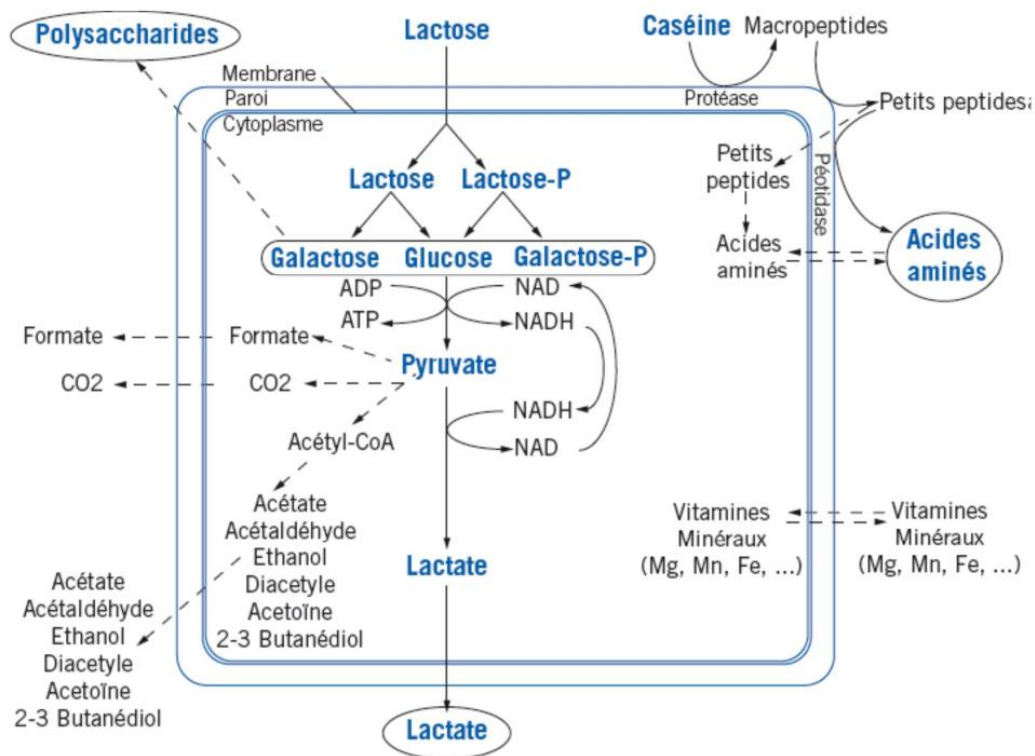 Polysaccharides
Lactose
Caséine
Macropeptides
Membrane
Paroi
Cytoplasme
Protéase
Petits peptides
Lactose
Lactose-P
Petits
peptides
Péotidase
Galactose
Glucose
Galactose-P
Acides
aminés
Acides
aminés
ADP
NAD
ATP
NADH
Formate
Formate
Pyruvate
CO2
CO2
NADH
NAD
Acétyl-CoA
Acétate
Acétaldéhyde
Ethanol
Diacetyle
Acetoïne
2-3 Butanédiol
Vitamines
Minéraux
(Mg, Mn, Fe, ...)
Vitamines
Minéraux
(Mg, Mn, Fe, ...)
Lactate
Acétate
Acétaldéhyde
Ethanol
Diacetyle
Acetoïne
2-3 Butanédiol
Lactate